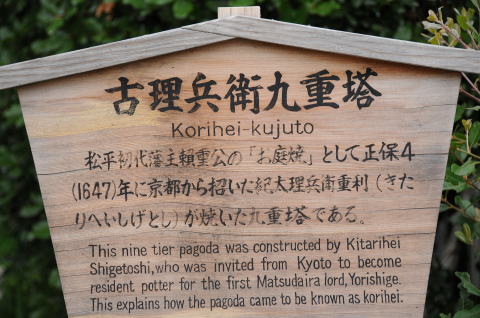 古理兵衛九重塔
Korihei-kujuto
松平初代藩主頼重公の「お庭焼」として正保4
(1647)年に京都から招いた紀太理兵衛重利(きた
りへいしげとし)が焼いた九重塔である。
This nine tier pagoda was constructed by Kitarihei
Shigetoshi,who was invited from Kyoto to become
resident potter for the first Matsudaira lord, Yorishige.
This explains how the pagoda came to be known as korihei.